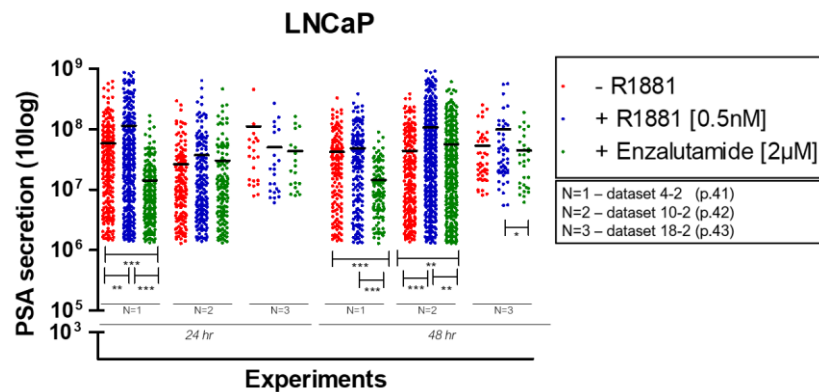 LNCaP
PSA secretion (10log)
10⁹
10⁸
10⁷
10⁶
10⁵
10³
***
** ***
***
***
**
*** **
*
N=1 N=2 N=3 N=1 N=2 N=3
24 hr 48 hr
Experiments
- R1881
+ R1881 [0.5nM]
+ Enzalutamide [2µM]
N=1 – dataset 4-2 (p.41)
N=2 – dataset 10-2 (p.42)
N=3 – dataset 18-2 (p.43)